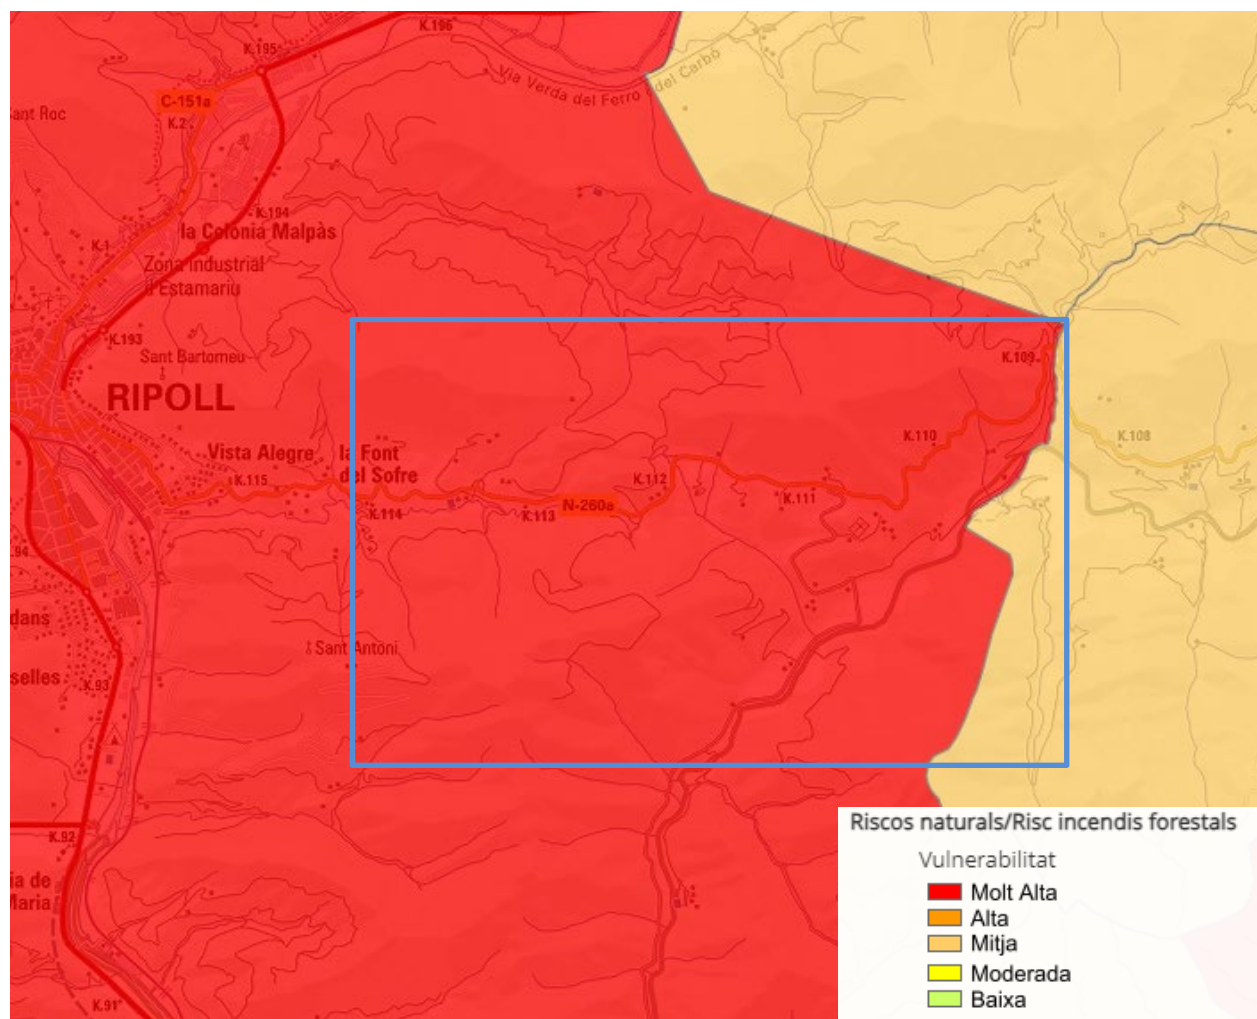 K.196
K.195
Via Verda del Ferro i del Carbó
C-151a
K.2
ant Roc
K.194
la Colònia Malpàs
K-1
Zona Industrial
d'Estamariu
K.193
Sant Bartomeu
K.109
RIPOLL
K.110
K.108
Vista Alegre
la Font
del Sofre
K.115
K.112
K.111
N-260a
K.114
K.113
.94
dans
Sant Antoni
selles
K.93
Riscos naturals/Risc incendis forestals
Vulnerabilitat
Molt Alta
Alta
Mitja
Moderada
Baixa
K.92
ia de
Maria
K.91